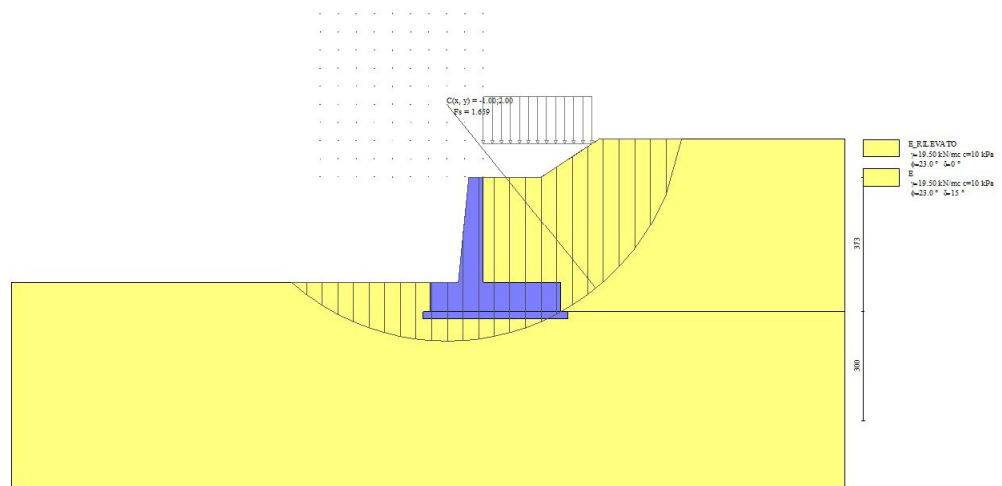 C(x, y) = -1.00;2.00
Fs = 1.639
E_RILEVATO
γ=19.50 kN/mc c=10 kPa
ϕ=23.0 ° δ=0 °
E
γ=19.50 kN/mc c=10 kPa
ϕ=23.0 ° δ=15 °
373
300